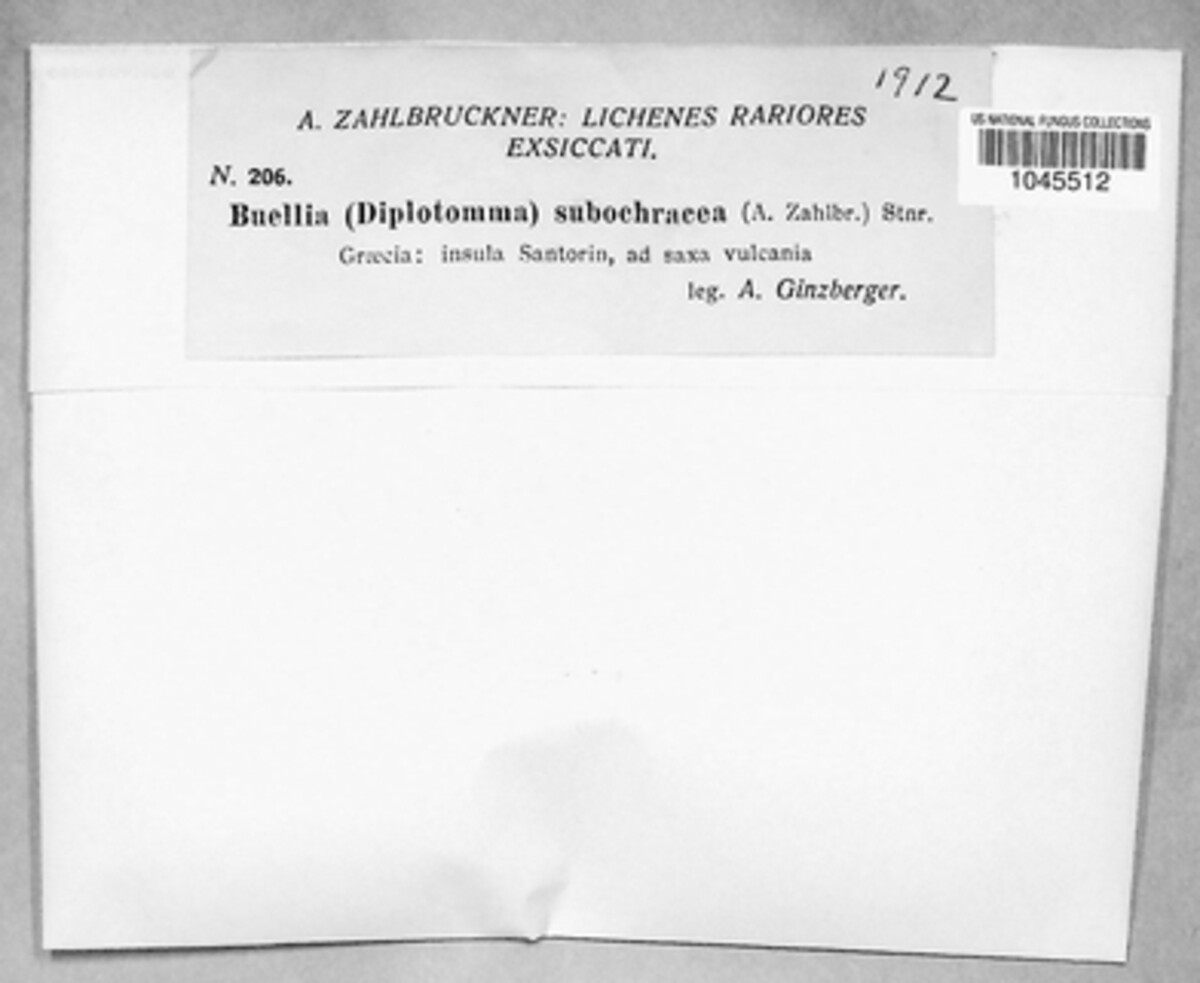 1912
A. ZAHLBRUCKNER: LICHENES RARIORES
EXSICCATI.
US NATIONAL FUNGUS COLLECTIONS
1045512
N. 206.
Buellia (Diplotomma) subochracea (A. Zahlbr.) Stnr.
Græcia: insula Santorin, ad saxa vulcania
leg. A. Ginzberger.